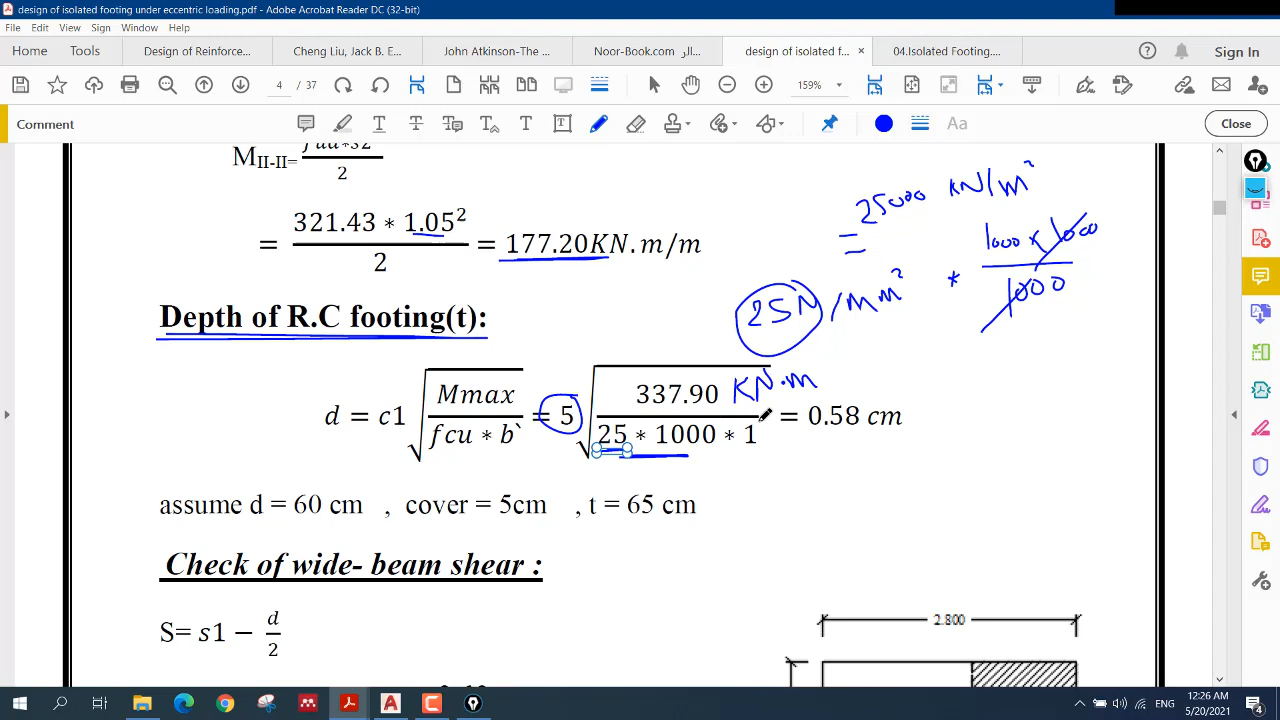 design of isolated footing under eccentric loading.pdf - Adobe Acrobat Reader DC (32-bit)
File Edit View Sign Window Help
Home Tools Design of Reinforce... Cheng Liu, Jack B. E... John Atkinson-The ... Noor-Book.com الر... design of isolated f... × 04.Isolated Footing.... Sign In
4 / 37 159%
Comment Close
M II-II= fuu*s2 / 2
= 321.43 * 1.05² / 2 = 177.20KN.m/m
= 25000 KN/m²
25N/mm² * 1000 x 1000 / 1000
Depth of R.C footing(t):
d = c1 √(Mmax / fcu * b`) = 5 √(337.90 KN.m / 25 * 1000 * 1) = 0.58 cm
assume d = 60 cm , cover = 5cm , t = 65 cm
Check of wide- beam shear :
S= s1 − d/2
2.800
12:26 AM
ENG
5/20/2021
4